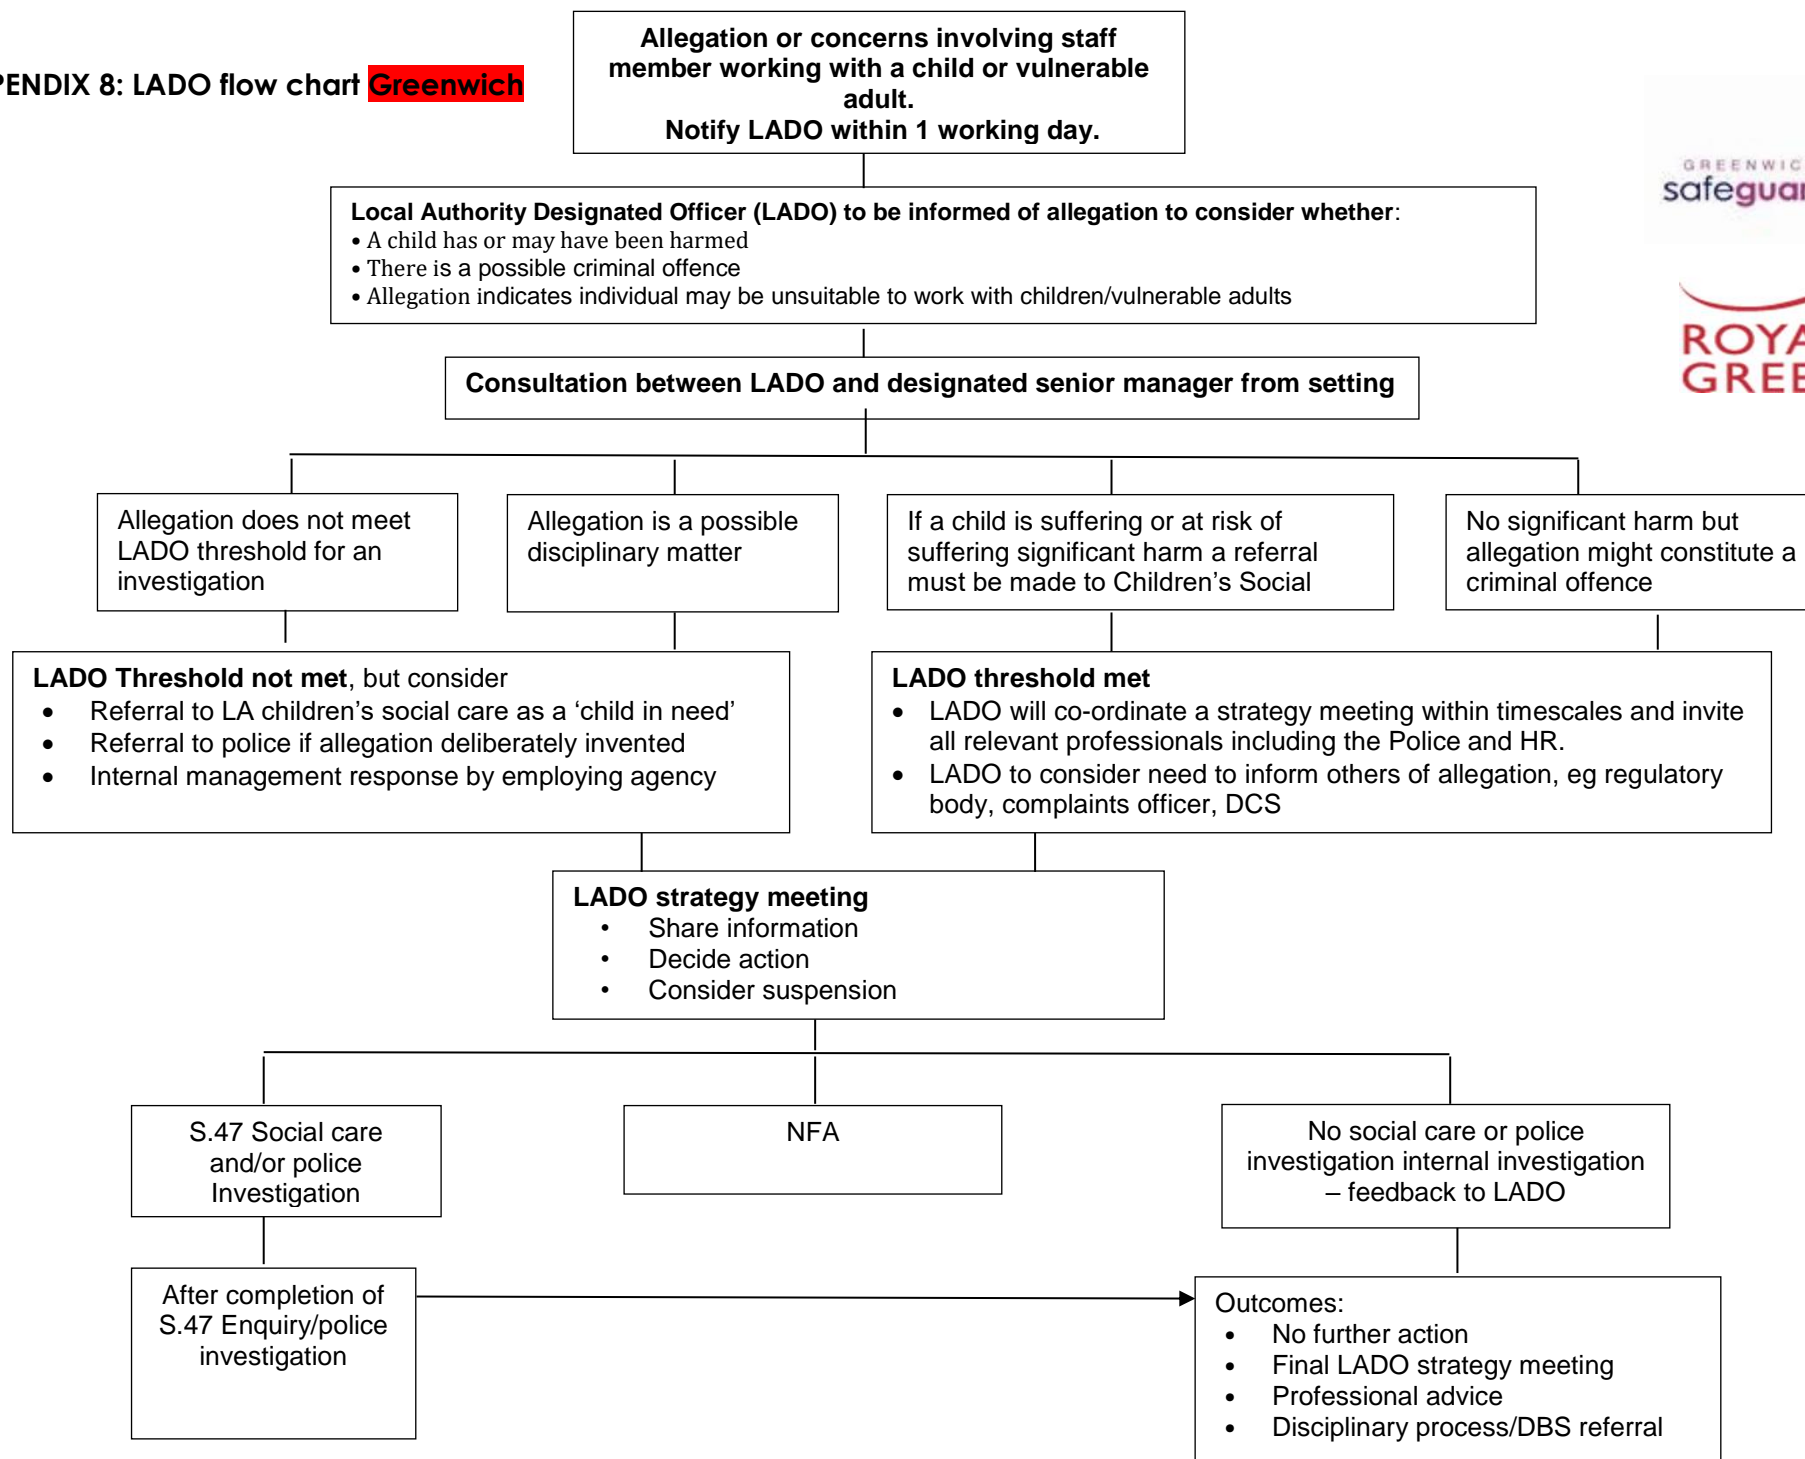 Allegation or concerns involving staff
member working with a child or vulnerable
adult.
Notify LADO within 1 working day.
PENDIX 8: LADO flow chart Greenwich
GREENWIC
safeguar
ROYA
GREE
Local Authority Designated Officer (LADO) to be informed of allegation to consider whether:
• A child has or may have been harmed
• There is a possible criminal offence
• Allegation indicates individual may be unsuitable to work with children/vulnerable adults
Consultation between LADO and designated senior manager from setting
Allegation does not meet
LADO threshold for an
investigation
Allegation is a possible
disciplinary matter
If a child is suffering or at risk of
suffering significant harm a referral
must be made to Children’s Social
No significant harm but
allegation might constitute a
criminal offence
LADO Threshold not met, but consider
• Referral to LA children’s social care as a ‘child in need’
• Referral to police if allegation deliberately invented
• Internal management response by employing agency
LADO threshold met
• LADO will co-ordinate a strategy meeting within timescales and invite
all relevant professionals including the Police and HR.
• LADO to consider need to inform others of allegation, eg regulatory
body, complaints officer, DCS
LADO strategy meeting
• Share information
• Decide action
• Consider suspension
S.47 Social care
and/or police
Investigation
NFA
No social care or police
investigation internal investigation
– feedback to LADO
After completion of
S.47 Enquiry/police
investigation
Outcomes:
• No further action
• Final LADO strategy meeting
• Professional advice
• Disciplinary process/DBS referral